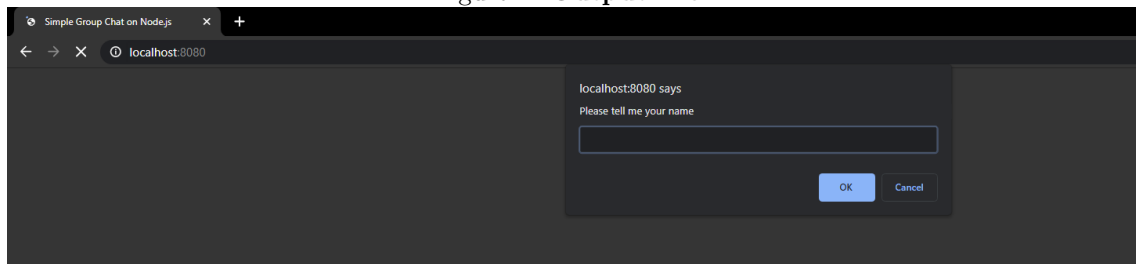 Simple Group Chat on Node.js
localhost:8080
localhost:8080 says
Please tell me your name
OK
Cancel